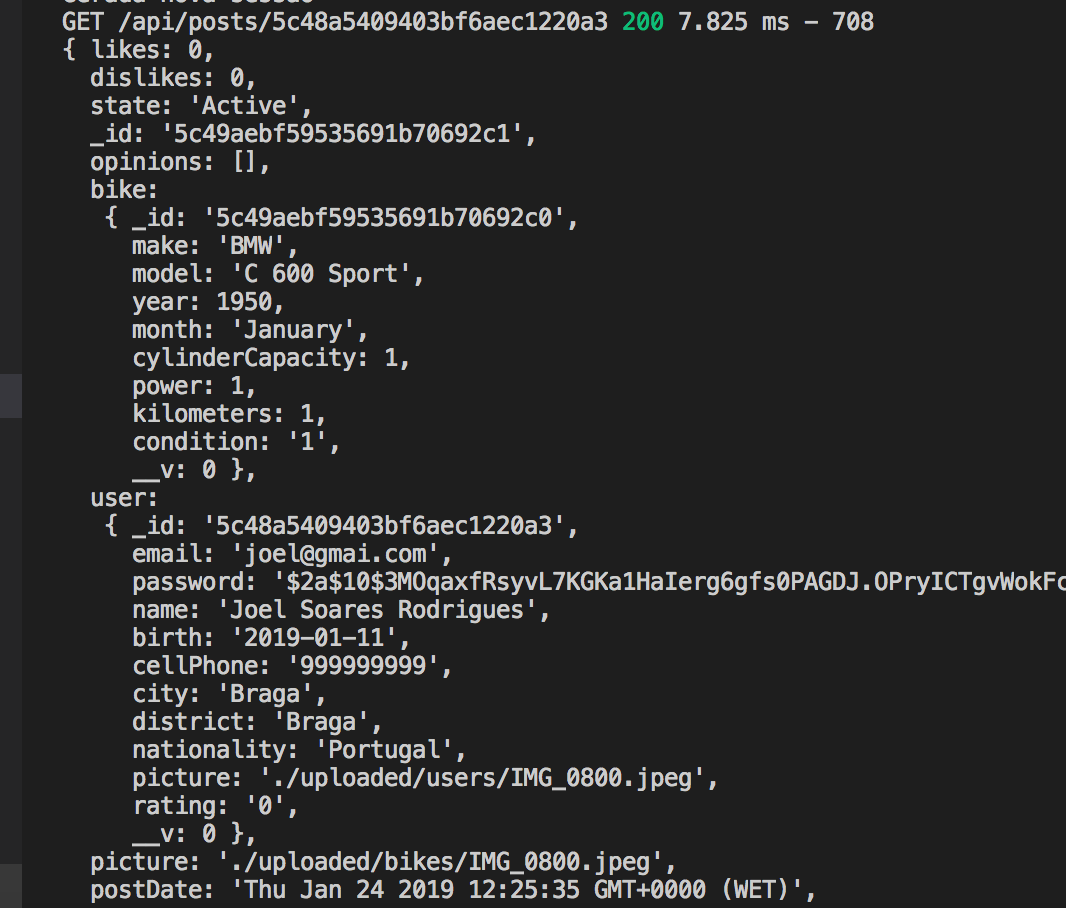 GET /api/posts/5c48a5409403bf6aec1220a3 200 7.825 ms - 708
{ likes: 0,
dislikes: 0,
state: 'Active',
_id: '5c49aebf59535691b70692c1',
opinions: [],
bike:
{ _id: '5c49aebf59535691b70692c0',
make: 'BMW',
model: 'C 600 Sport',
year: 1950,
month: 'January',
cylinderCapacity: 1,
power: 1,
kilometers: 1,
condition: '1',
__v: 0 },
user:
{ _id: '5c48a5409403bf6aec1220a3',
email: 'joel@gmai.com',
password: '$2a$10$3MOqaxfRsyvL7KGKa1HaIerg6gfs0PAGDJ.OPryICTgvWokFc
name: 'Joel Soares Rodrigues',
birth: '2019-01-11',
cellPhone: '999999999',
city: 'Braga',
district: 'Braga',
nationality: 'Portugal',
picture: './uploaded/users/IMG_0800.jpeg',
rating: '0',
__v: 0 },
picture: './uploaded/bikes/IMG_0800.jpeg',
postDate: 'Thu Jan 24 2019 12:25:35 GMT+0000 (WET)',